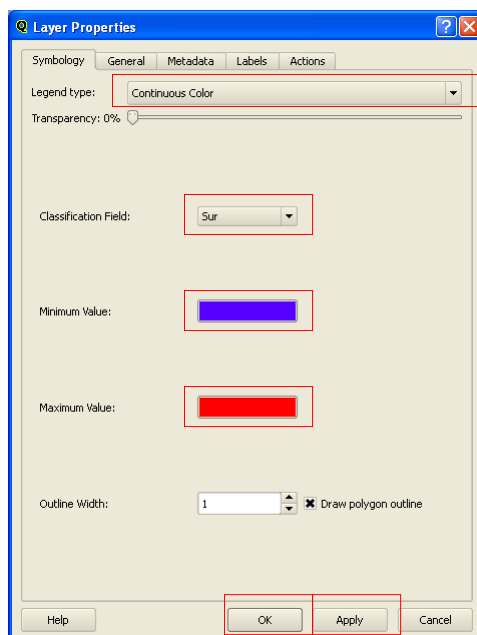 Layer Properties
Symbology General Metadata Labels Actions
Legend type: Continuous Color
Transparency: 0%
Classification Field: Sur
Minimum Value:
Maximum Value:
Outline Width: 1 Draw polygon outline
Help OK Apply Cancel